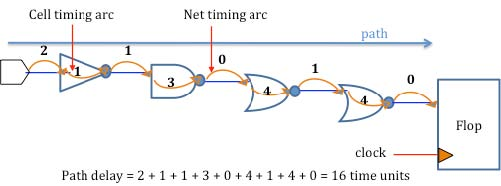 Cell timing arc
Net timing arc
path
2
1
0
1
0
1
3
4
4
Flop
clock
Path delay = 2 + 1 + 1 + 3 + 0 + 4 + 1 + 4 + 0 = 16 time units